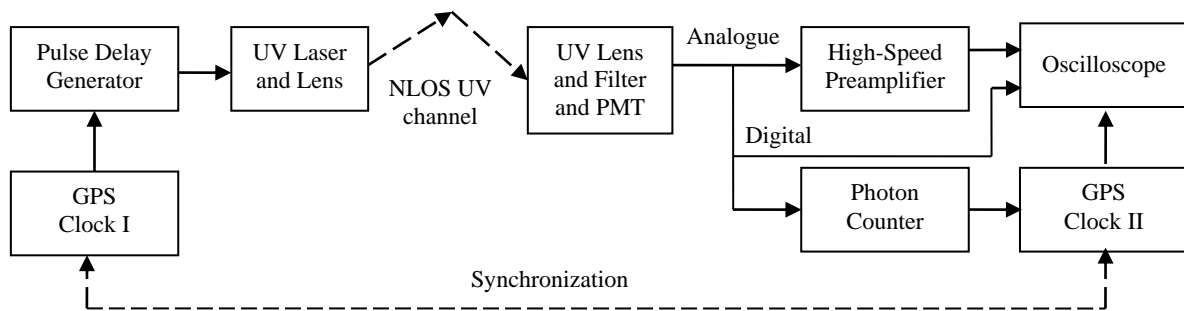 Pulse Delay
Generator
UV Laser
and Lens
NLOS UV
channel
UV Lens
and Filter
and PMT
Analogue
High-Speed
Preamplifier
Oscilloscope
Digital
GPS
Clock I
Photon
Counter
GPS
Clock II
Synchronization